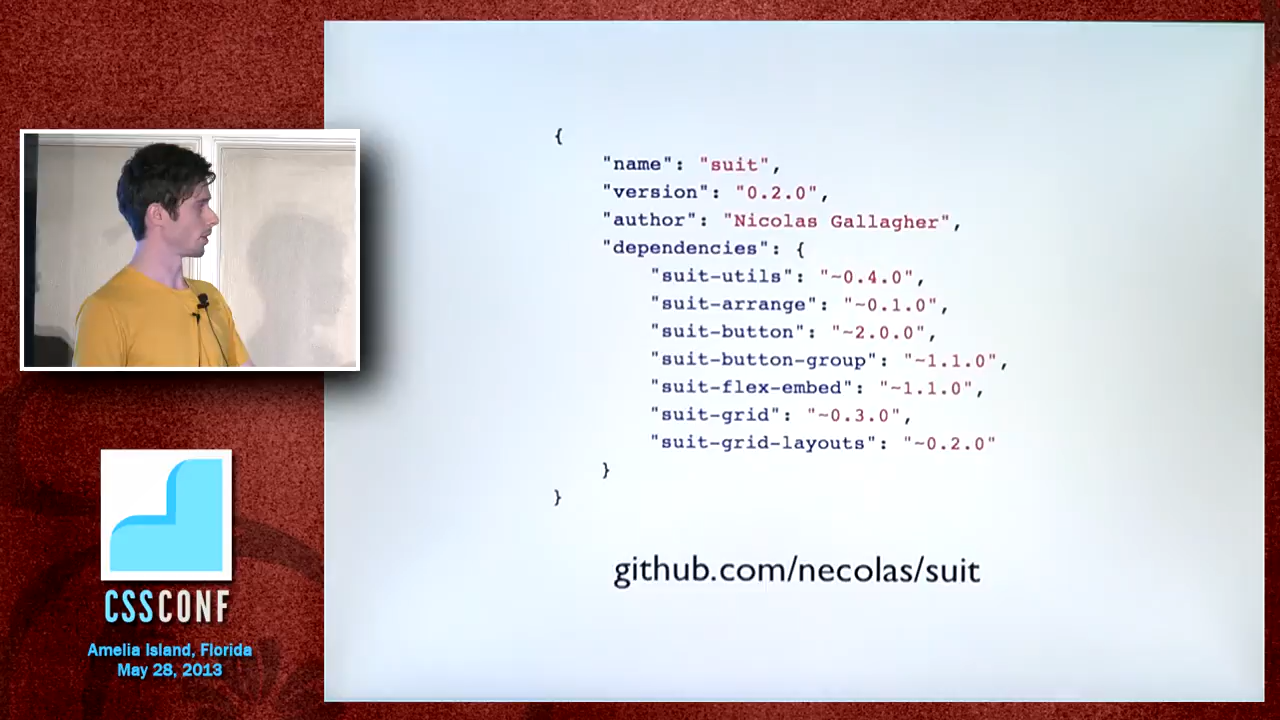 {
"name": "suit",
"version": "0.2.0",
"author": "Nicolas Gallagher",
"dependencies": {
"suit-utils": "~0.4.0",
"suit-arrange": "~0.1.0",
"suit-button": "~2.0.0",
"suit-button-group": "~1.1.0",
"suit-flex-embed": "~1.1.0",
"suit-grid": "~0.3.0",
"suit-grid-layouts": "~0.2.0"
}
}
github.com/necolas/suit
CSSCONF
Amelia Island, Florida
May 28, 2013